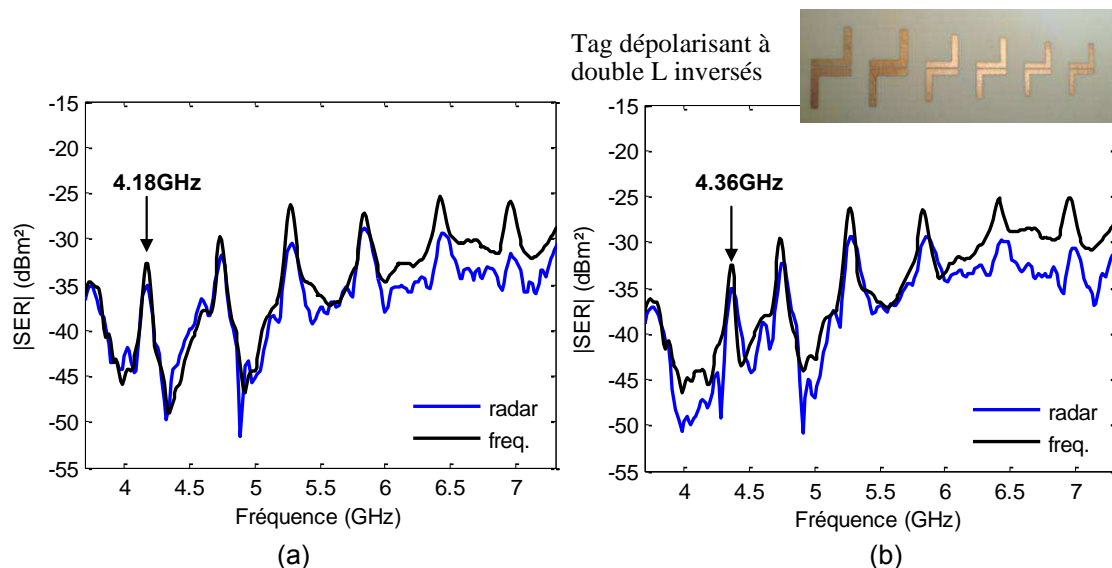 Tag dépolarisant à
double L inversés
-15
-20
-25
-30
-35
-40
-45
-50
-55
|SER| (dBm²)
4.18GHz
radar
freq.
4
4.5
5
5.5
6
6.5
7
Fréquence (GHz)
(a)
-15
-20
-25
-30
-35
-40
-45
-50
-55
|SER| (dBm²)
4.36GHz
radar
freq.
4
4.5
5
5.5
6
6.5
7
Fréquence (GHz)
(b)